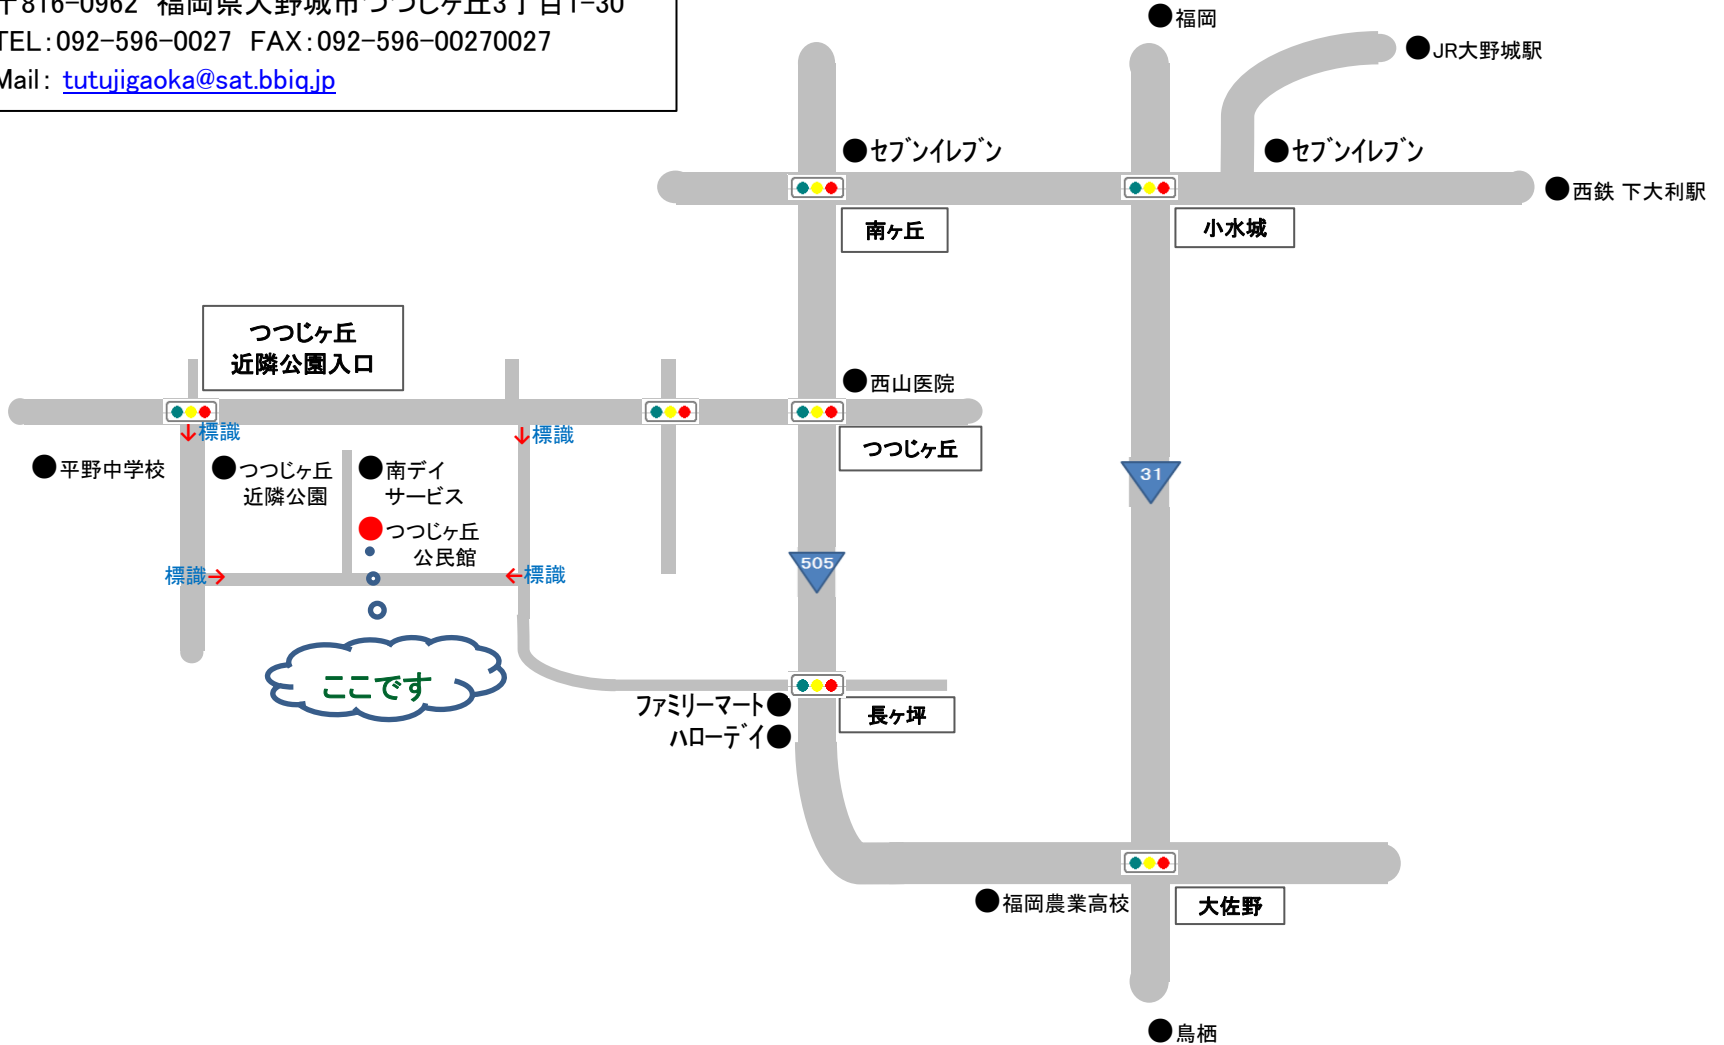 〒816-0962 福岡県大野城市つつじヶ丘3丁目1-30
TEL:092-596-0027 FAX:092-596-00270027
Mail: tutujigaoka@sat.bbiq.jp
福岡
JR大野城駅
セブンイレブン
セブンイレブン
西鉄 下大利駅
南ヶ丘
小水城
つつじヶ丘
近隣公園入口
西山医院
標識
標識
つつじヶ丘
平野中学校
つつじヶ丘
近隣公園
南デイ
サービス
31
つつじヶ丘
公民館
505
標識
標識
ここです
ファミリーマート
長ヶ坪
ハローデイ
福岡農業高校
大佐野
鳥栖